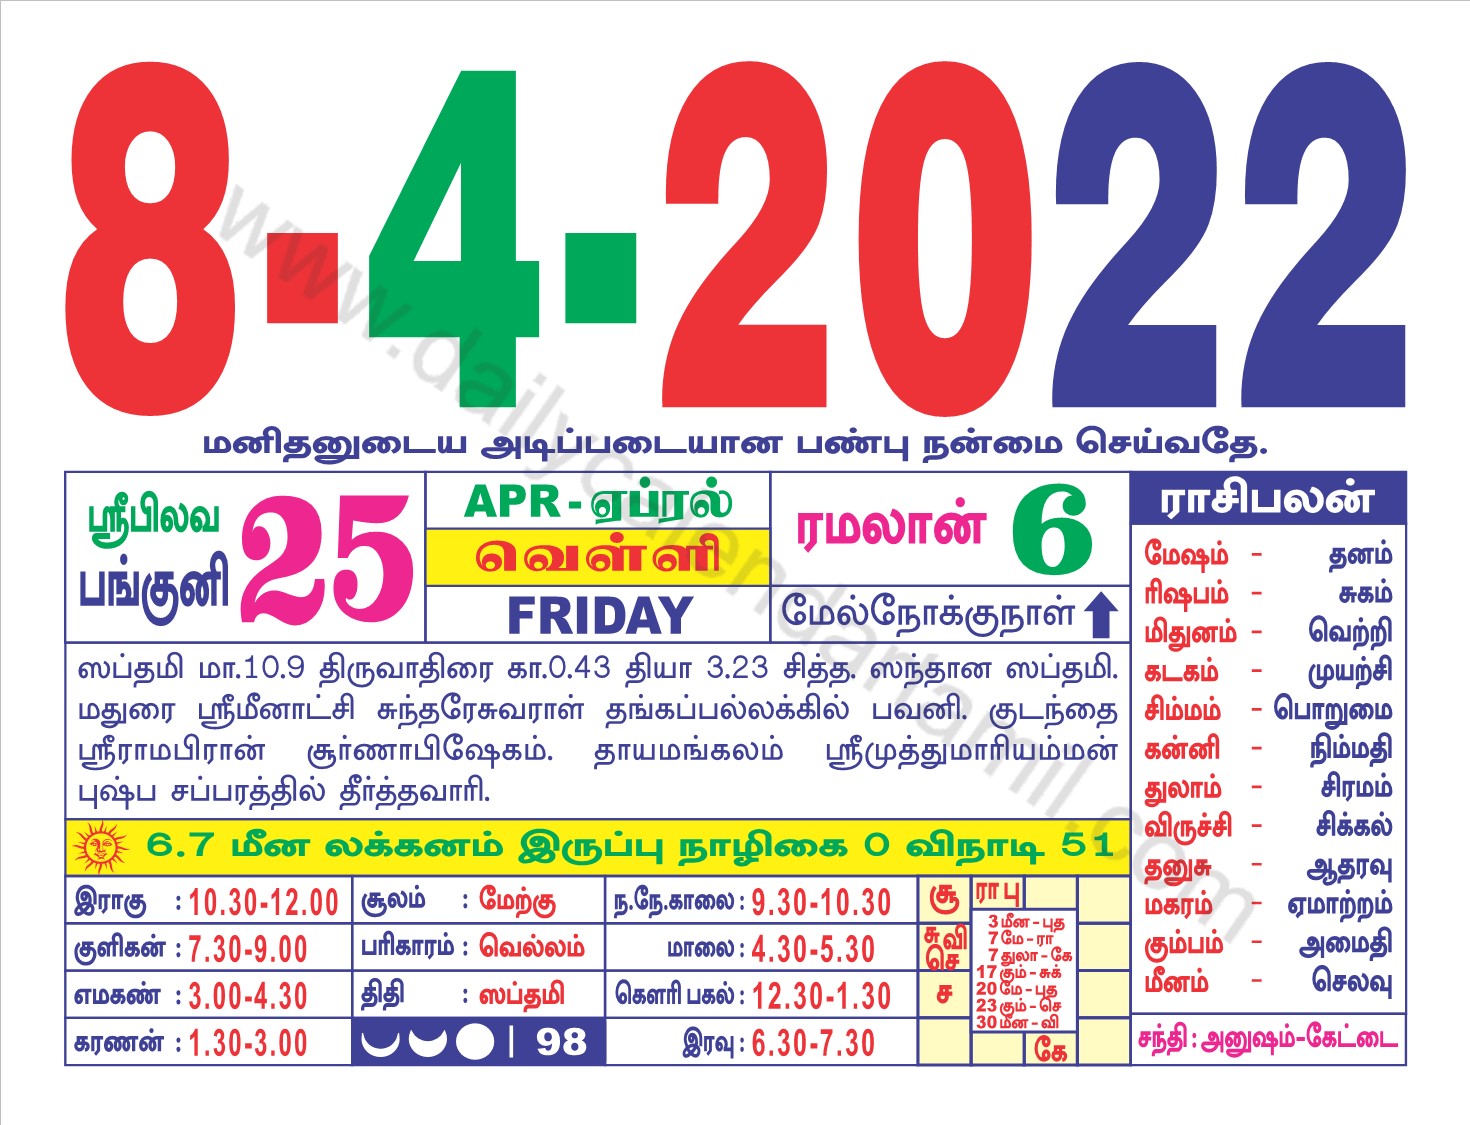 8-4-2022
www.dailycalendartamil.com
மனிதனுடைய அடிப்படையான பண்பு நன்மை செய்வதே.
ஸ்ரீபிலவ
பங்குனி 25
APR - ஏப்ரல்
வெள்ளி
FRIDAY
ரமலான் 6
மேல்நோக்குநாள்
ஸப்தமி மா.10.9 திருவாதிரை கா.0.43 தியா 3.23 சித்த. ஸந்தான ஸப்தமி.
மதுரை ஸ்ரீமீனாட்சி சுந்தரேசுவராள் தங்கப்பல்லக்கில் பவனி. குடந்தை
ஸ்ரீராமபிரான் சூர்ணாபிஷேகம். தாயமங்கலம் ஸ்ரீமுத்துமாரியம்மன்
புஷ்ப சப்பரத்தில் தீர்த்தவாரி.
6.7 மீன லக்கனம் இருப்பு நாழிகை 0 விநாடி 51
இராகு : 10.30-12.00
குளிகன் : 7.30-9.00
எமகண் : 3.00-4.30
கரணன் : 1.30-3.00
சூலம் : மேற்கு
பரிகாரம் : வெல்லம்
திதி : ஸப்தமி
| 98
ந.நே.காலை : 9.30-10.30
மாலை : 4.30-5.30
கௌரி பகல் : 12.30-1.30
இரவு : 6.30-7.30
சூ
ரா பு
சுவி
செ
ச
3 மீன - புத
7 மே - ரா
7 துலா - கே
17 கும் - சுக்
20 மே - புத
23 கும் - செ
30 மீன - வி
கே
ராசிபலன்
மேஷம் - தனம்
ரிஷபம் - சுகம்
மிதுனம் - வெற்றி
கடகம் - முயற்சி
சிம்மம் - பொறுமை
கன்னி - நிம்மதி
துலாம் - சிரமம்
விருச்சி - சிக்கல்
தனுசு - ஆதரவு
மகரம் - ஏமாற்றம்
கும்பம் - அமைதி
மீனம் - செலவு
சந்தி : அனுஷம்-கேட்டை